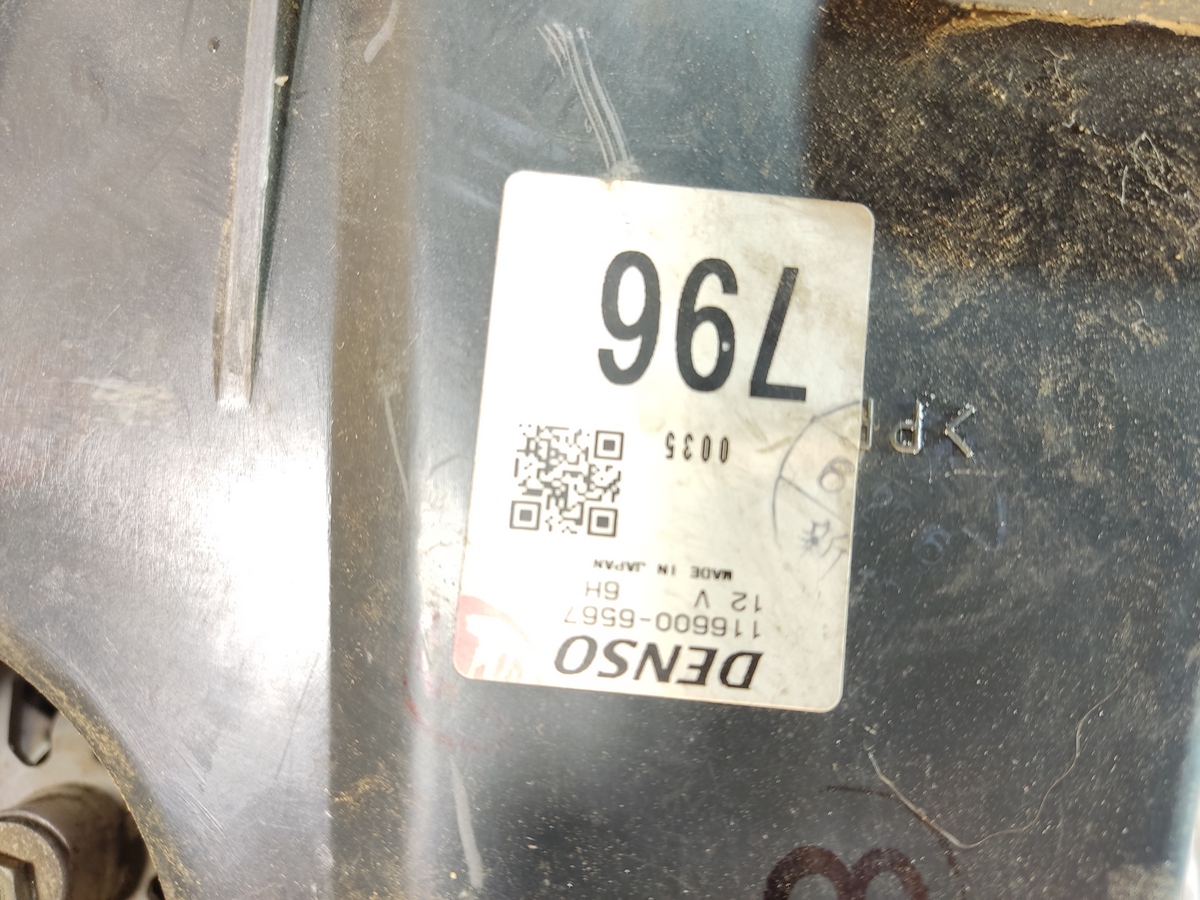 DENSO
116600-6567
12 V 6H
MADE IN JAPAN
0035
796
>P